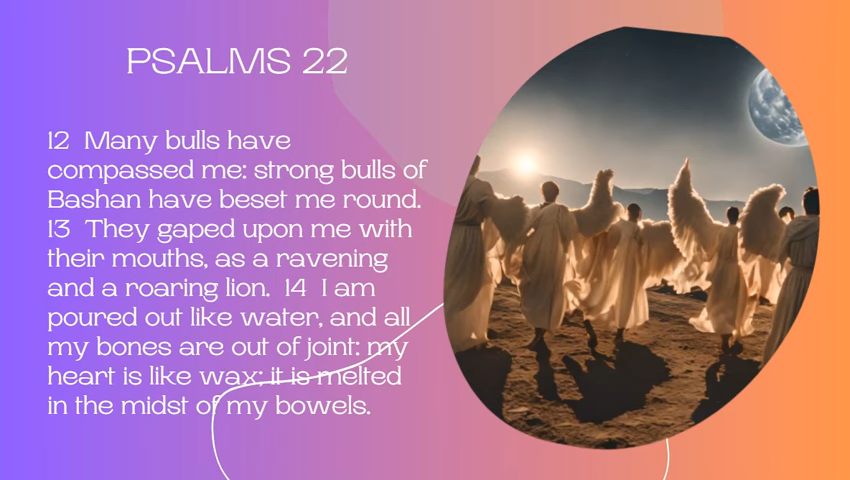 PSALMS 22
12 Many bulls have
compassed me: strong bulls of
Bashan have beset me round.
13 They gaped upon me with
their mouths, as a ravening
and a roaring lion. 14 I am
poured out like water, and all
my bones are out of joint: my
heart is like wax; it is melted
in the midst of my bowels.